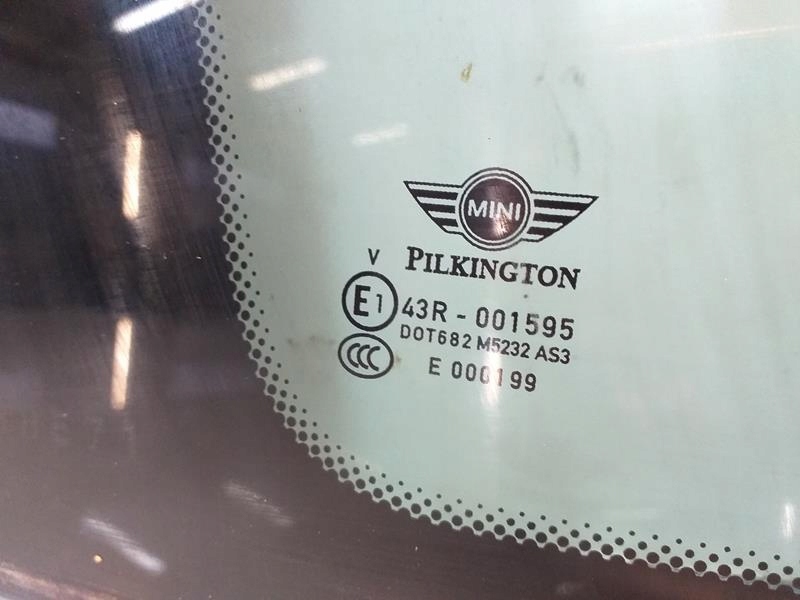 MINI
PILKINGTON
V
E1 43R - 001595
DOT682 M5232 AS3
CCC
E 000199